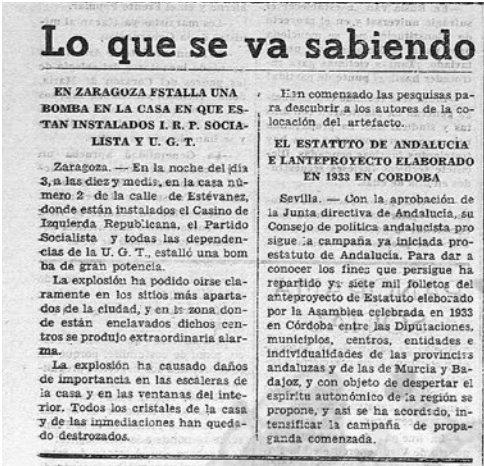 Lo que se va sabiendo
EN ZARAGOZA FSTALLA UNA
BOMBA EN LA CASA EN QUE ES-
TAN INSTALADOS I. R. P. SOCIA-
LISTA Y U. G. T.
Zaragoza. — En la noche del día
3, a las diez y medis, en la casa nú-
mero 2 de la calle de Estévanez,
donde están instalados el Casino de
Izquierda Republicana, el Partido
Socialista y todas las dependen-
cias de la U. G. T., estalló una bom
ba de gran potencia.
La explosión ha podido oirse cla-
ramente en los sitios más aparta-
dos de la ciudad, y en la zona don-
de están enclavados dichos cen-
tros se produjo extraordinaria alar-
ma.
La explosión ha causado daños
de importancia en las escaleras de
la casa y en las ventanas del inte-
rior. Todos los cristales de la casa
y de las inmediaciones han queda-
do destrozados.
Han comenzado las pesquisas pa-
ra descubrir a los autores de la co-
locación del artefacto.
EL ESTATUTO DE ANDALUCIA
E LANTEPROYECTO ELABORADO
EN 1933 EN CORDOBA
Sevilla. — Con la aprobación de
la Junta directiva de Andalucía, su
Consejo de política andalucista pro
sigue la campaña ya iniciada pro-
estatuto de Andalucía. Para dar a
conocer los fines que persigue ha
repartido ya siete mil folletos del
anteproyecto de Estatuto elaborado
por la Asamblea celebrada en 1933
en Córdoba entre las Diputaciones,
municipios, centros, entidades e
individualidades de las provincias
andaluzas y de las de Murcia y Ba-
dajoz, y con objeto de despertar el
espíritu autonómico de la región se
propone, y así se ha acordado, in-
tensificar la campaña de propa-
ganda comenzada.